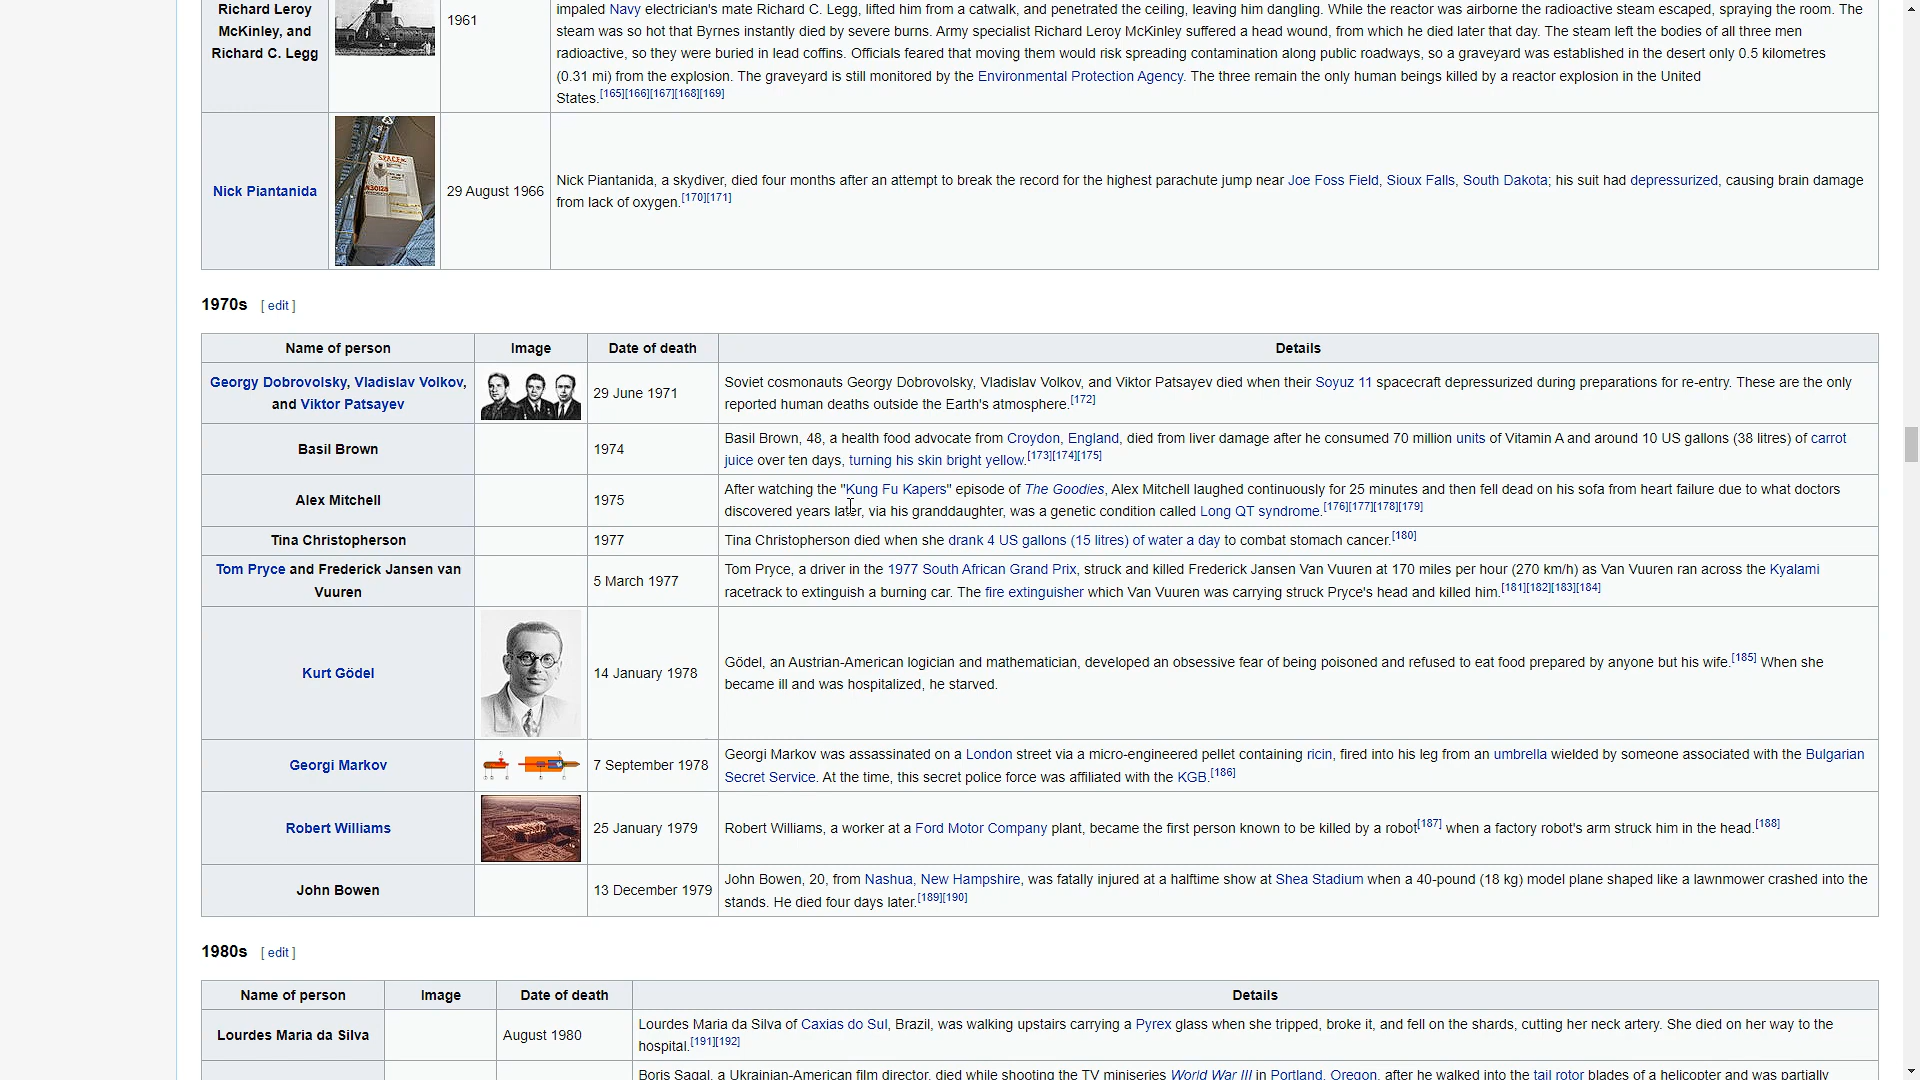 Richard Leroy McKinley, and Richard C. Legg
1961
impaled Navy electrician's mate Richard C. Legg, lifted him from a catwalk, and penetrated the ceiling, leaving him dangling. While the reactor was airborne the radioactive steam escaped, spraying the room. The
steam was so hot that Byrnes instantly died by severe burns. Army specialist Richard Leroy McKinley suffered a head wound, from which he died later that day. The steam left the bodies of all three men
radioactive, so they were buried in lead coffins. Officials feared that moving them would risk spreading contamination along public roadways, so a graveyard was established in the desert only 0.5 kilometres
(0.31 mi) from the explosion. The graveyard is still monitored by the Environmental Protection Agency. The three remain the only human beings killed by a reactor explosion in the United
States.[165][166][167][168][169]
Nick Piantanida
SPACE
29 August 1966
Nick Piantanida, a skydiver, died four months after an attempt to break the record for the highest parachute jump near Joe Foss Field, Sioux Falls, South Dakota; his suit had depressurized, causing brain damage
from lack of oxygen.[170][171]
1970s [ edit ]
Name of person Image Date of death Details
Georgy Dobrovolsky, Vladislav Volkov,
and Viktor Patsayev
29 June 1971
Soviet cosmonauts Georgy Dobrovolsky, Vladislav Volkov, and Viktor Patsayev died when their Soyuz 11 spacecraft depressurized during preparations for re-entry. These are the only
reported human deaths outside the Earth's atmosphere.[172]
Basil Brown
1974
Basil Brown, 48, a health food advocate from Croydon, England, died from liver damage after he consumed 70 million units of Vitamin A and around 10 US gallons (38 litres) of carrot
juice over ten days, turning his skin bright yellow.[173][174][175]
Alex Mitchell
1975
After watching the "Kung Fu Kapers" episode of The Goodies, Alex Mitchell laughed continuously for 25 minutes and then fell dead on his sofa from heart failure due to what doctors
discovered years later, via his granddaughter, was a genetic condition called Long QT syndrome.[176][177][178][179]
Tina Christopherson
1977
Tina Christopherson died when she drank 4 US gallons (15 litres) of water a day to combat stomach cancer.[180]
Tom Pryce and Frederick Jansen van
Vuuren
5 March 1977
Tom Pryce, a driver in the 1977 South African Grand Prix, struck and killed Frederick Jansen Van Vuuren at 170 miles per hour (270 km/h) as Van Vuuren ran across the Kyalami
racetrack to extinguish a burning car. The fire extinguisher which Van Vuuren was carrying struck Pryce's head and killed him.[181][182][183][184]
Kurt Gödel
14 January 1978
Gödel, an Austrian-American logician and mathematician, developed an obsessive fear of being poisoned and refused to eat food prepared by anyone but his wife.[185] When she
became ill and was hospitalized, he starved.
Georgi Markov
7 September 1978
Georgi Markov was assassinated on a London street via a micro-engineered pellet containing ricin, fired into his leg from an umbrella wielded by someone associated with the Bulgarian
Secret Service. At the time, this secret police force was affiliated with the KGB.[186]
Robert Williams
25 January 1979
Robert Williams, a worker at a Ford Motor Company plant, became the first person known to be killed by a robot[187] when a factory robot's arm struck him in the head.[188]
John Bowen
13 December 1979
John Bowen, 20, from Nashua, New Hampshire, was fatally injured at a halftime show at Shea Stadium when a 40-pound (18 kg) model plane shaped like a lawnmower crashed into the
stands. He died four days later.[189][190]
1980s [ edit ]
Name of person Image Date of death Details
Lourdes Maria da Silva
August 1980
Lourdes Maria da Silva of Caxias do Sul, Brazil, was walking upstairs carrying a Pyrex glass when she tripped, broke it, and fell on the shards, cutting her neck artery. She died on her way to the
hospital.[191][192]
Boris Sagal, a Ukrainian-American film director, died while shooting the TV miniseries World War III in Portland, Oregon, after he walked into the tail rotor blades of a helicopter and was partially